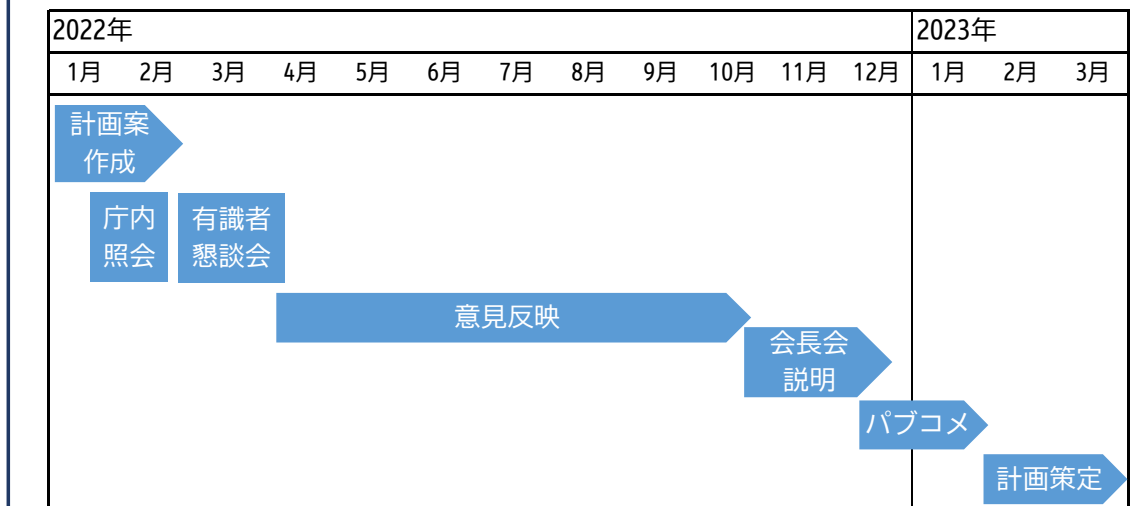 2022年 2023年
1月 2月 3月 4月 5月 6月 7月 8月 9月 10月 11月 12月 1月 2月 3月
計画案
作成
庁内
照会
有識者
懇談会
意見反映
会長会
説明
パブコメ
計画策定